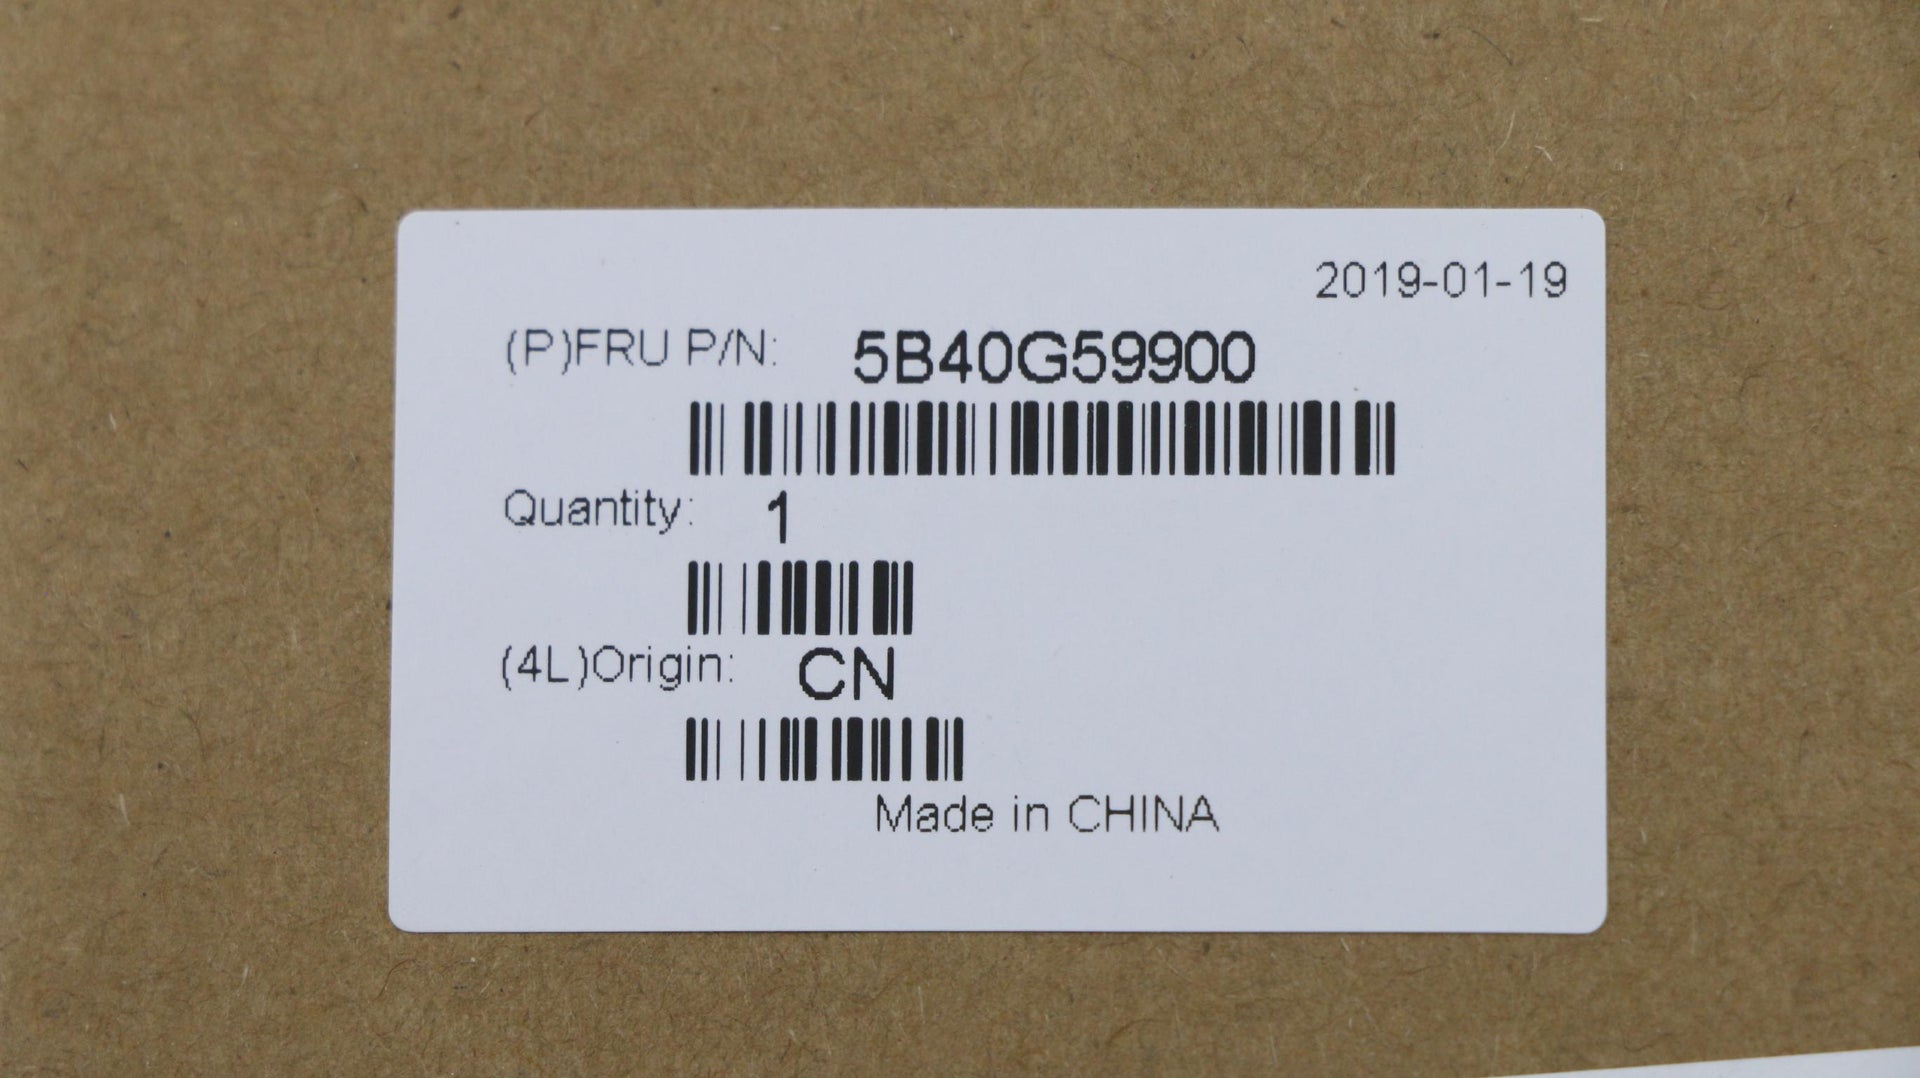 2019-01-19
(P)FRU P/N: 5B40G59900
Quantity: 1
(4L)Origin: CN
Made in CHINA